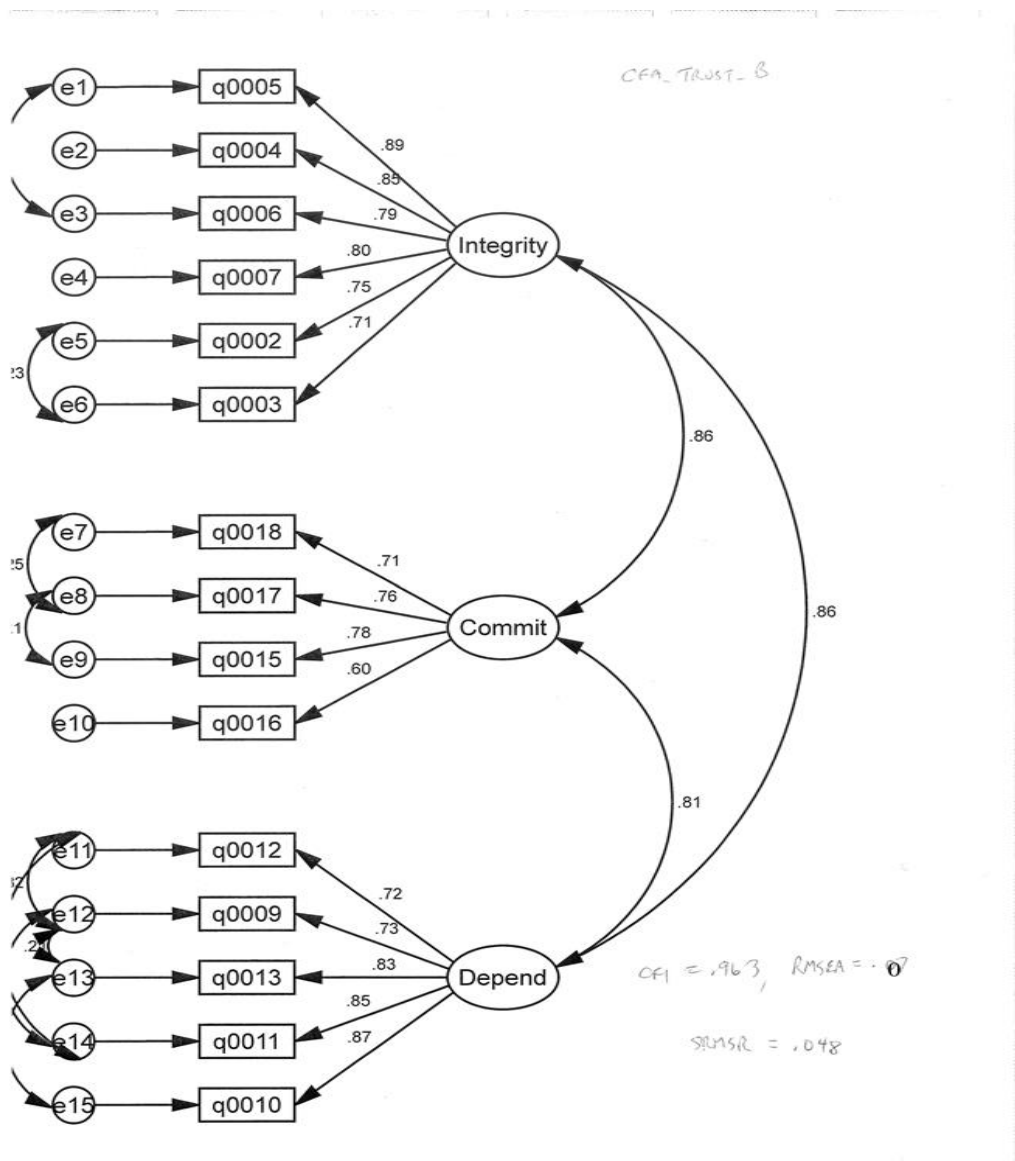 CFA_TRUST_B
e1 q0005
.89
e2 q0004
.85
e3 q0006
.79
Integrity
e4 q0007
.80
.75
e5 q0002
.71
e6 q0003
.86
e7 q0018
.71
e8 q0017
.76
Commit
.86
e9 q0015
.78
.60
e10 q0016
.81
e11 q0012
.72
e12 q0009
.73
e13 q0013
.83
Depend
CFI = .963, RMSEA =
e14 q0011
.85
.87
SRMSR = .048
e15 q0010